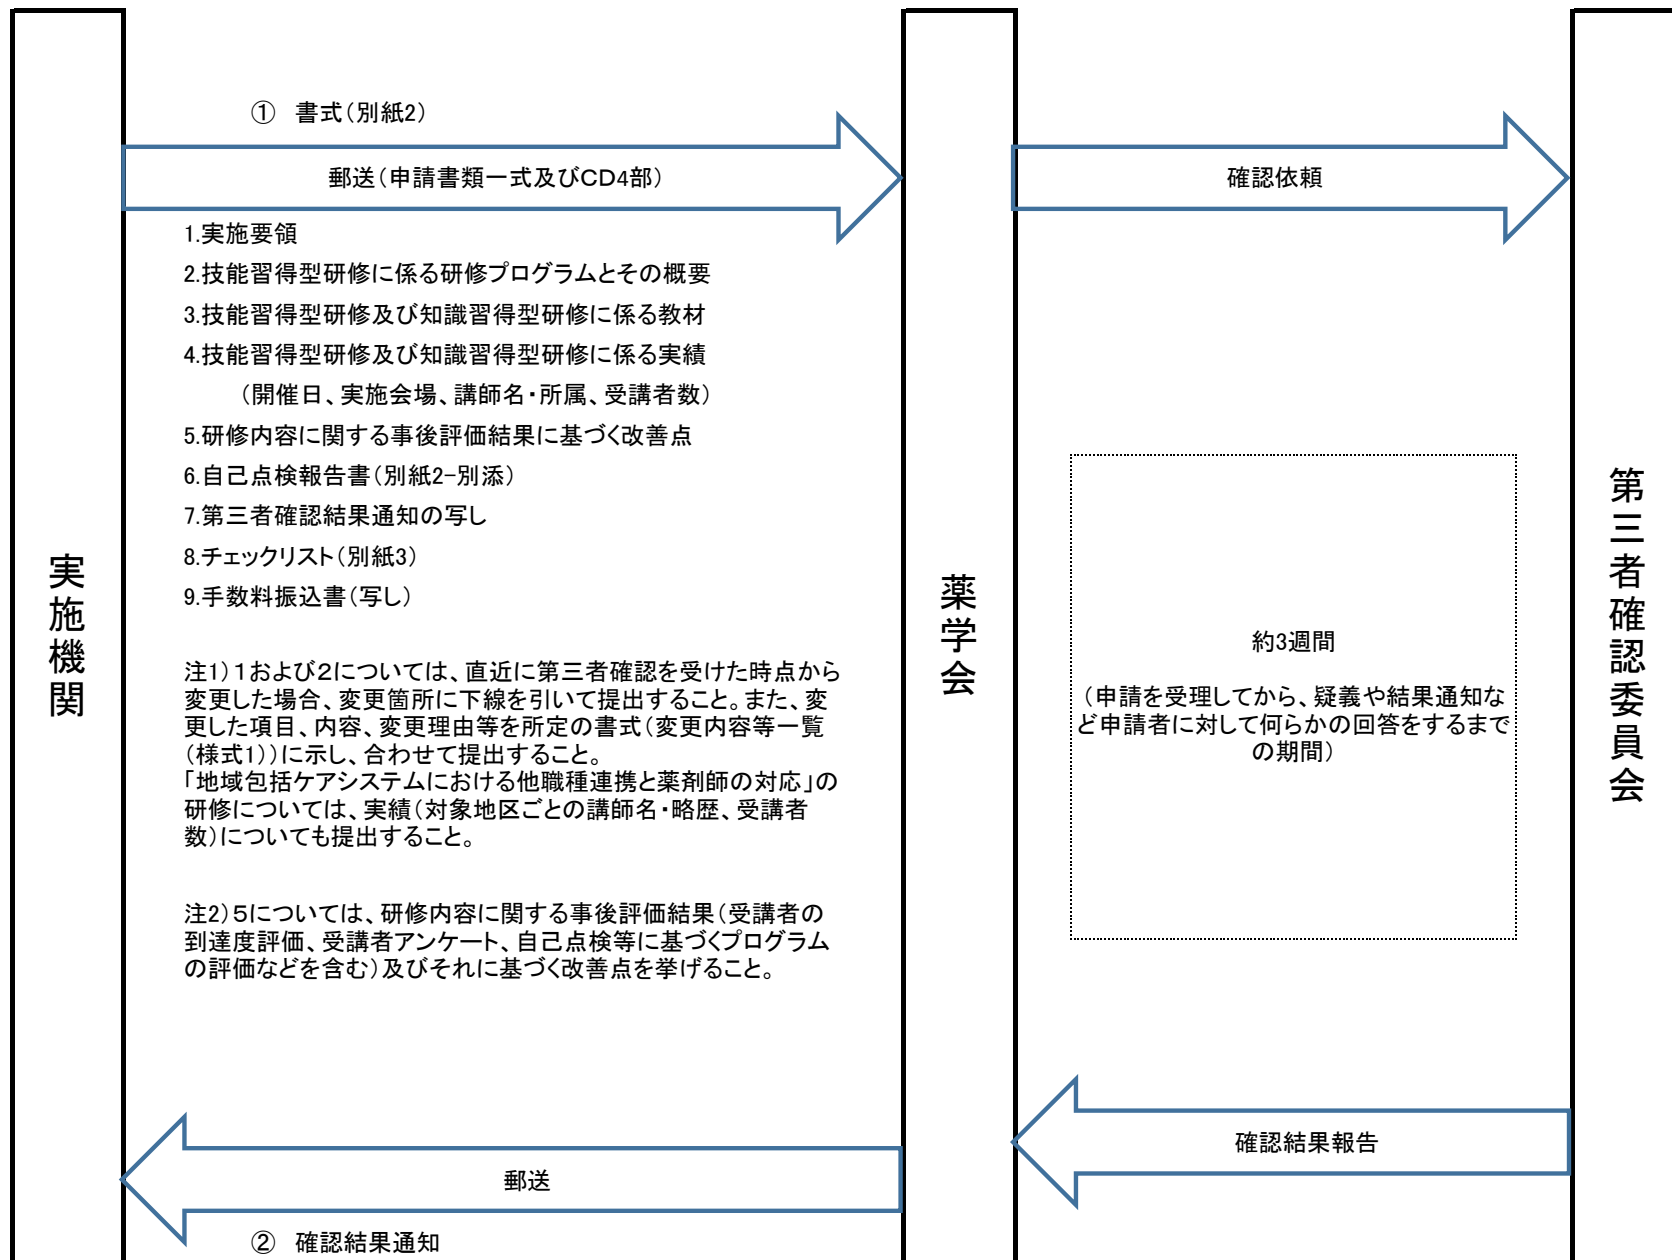 実施機関
① 書式(別紙2)
郵送(申請書類一式及びCD4部)
1.実施要領
2.技能習得型研修に係る研修プログラムとその概要
3.技能習得型研修及び知識習得型研修に係る教材
4.技能習得型研修及び知識習得型研修に係る実績
(開催日、実施会場、講師名・所属、受講者数)
5.研修内容に関する事後評価結果に基づく改善点
6.自己点検報告書(別紙2-別添)
7.第三者確認結果通知の写し
8.チェックリスト(別紙3)
9.手数料振込書(写し)
注1)1および2については、直近に第三者確認を受けた時点から
変更した場合、変更箇所に下線を引いて提出すること。また、変
更した項目、内容、変更理由等を所定の書式(変更内容等一覧
(様式1))に示し、合わせて提出すること。
「地域包括ケアシステムにおける他職種連携と薬剤師の対応」の
研修については、実績(対象地区ごとの講師名・略歴、受講者
数)についても提出すること。
注2)5については、研修内容に関する事後評価結果(受講者の
到達度評価、受講者アンケート、自己点検等に基づくプログラム
の評価などを含む)及びそれに基づく改善点を挙げること。
郵送
② 確認結果通知
薬学会
確認依頼
約3週間
(申請を受理してから、疑義や結果通知な
ど申請者に対して何らかの回答をするまで
の期間)
確認結果報告
第三者確認委員会